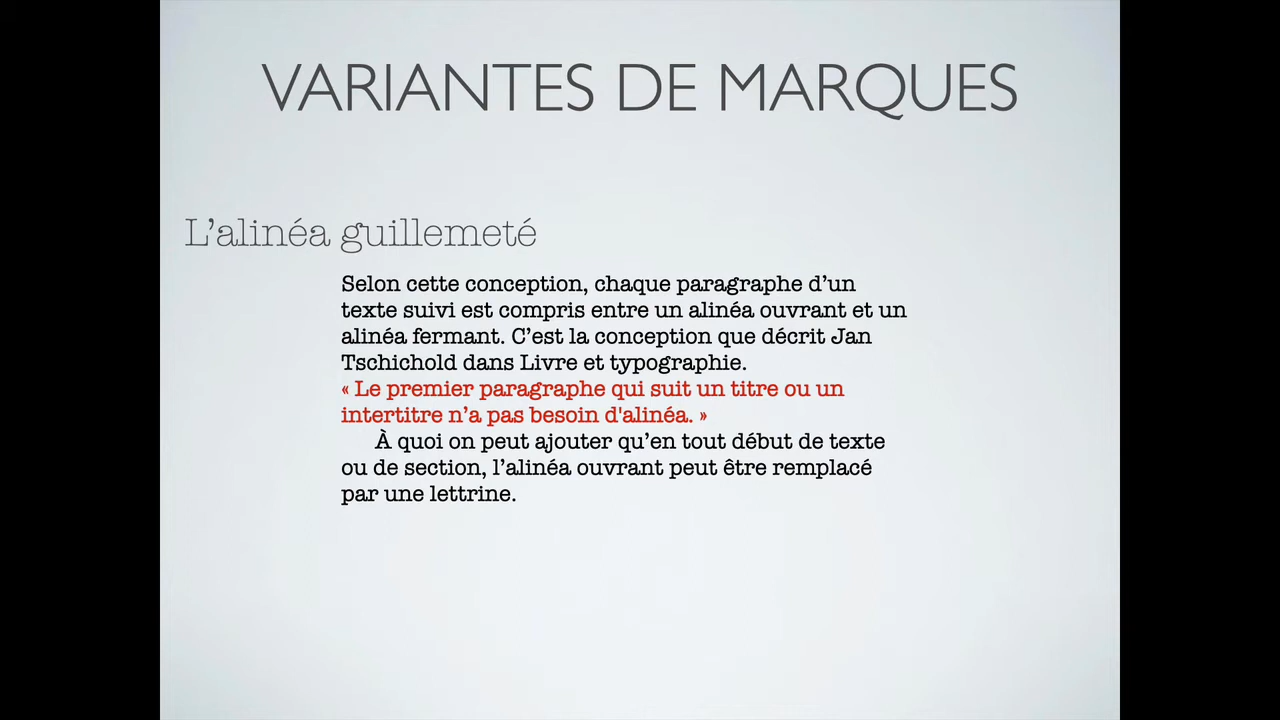 VARIANTES DE MARQUES
L’alinéa guillemeté
Selon cette conception, chaque paragraphe d’un
texte suivi est compris entre un alinéa ouvrant et un
alinéa fermant. C’est la conception que décrit Jan
Tschichold dans Livre et typographie.
« Le premier paragraphe qui suit un titre ou un
intertitre n’a pas besoin d'alinéa. »
À quoi on peut ajouter qu’en tout début de texte
ou de section, l’alinéa ouvrant peut être remplacé
par une lettrine.